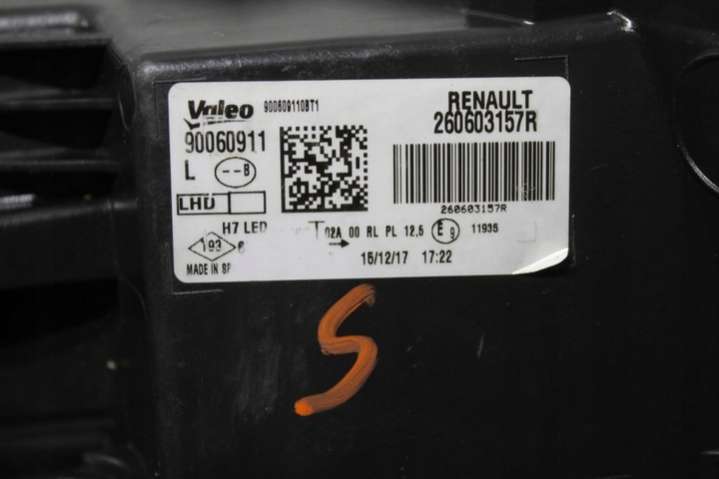 Valeo 90060911OBT1
RENAULT
90060911
260603157R
L
--B
LHD
260603157R
H7 LED
02A 00 RL PL 12,5
E9
11935
193
MADE IN
15/12/17 17:22
S